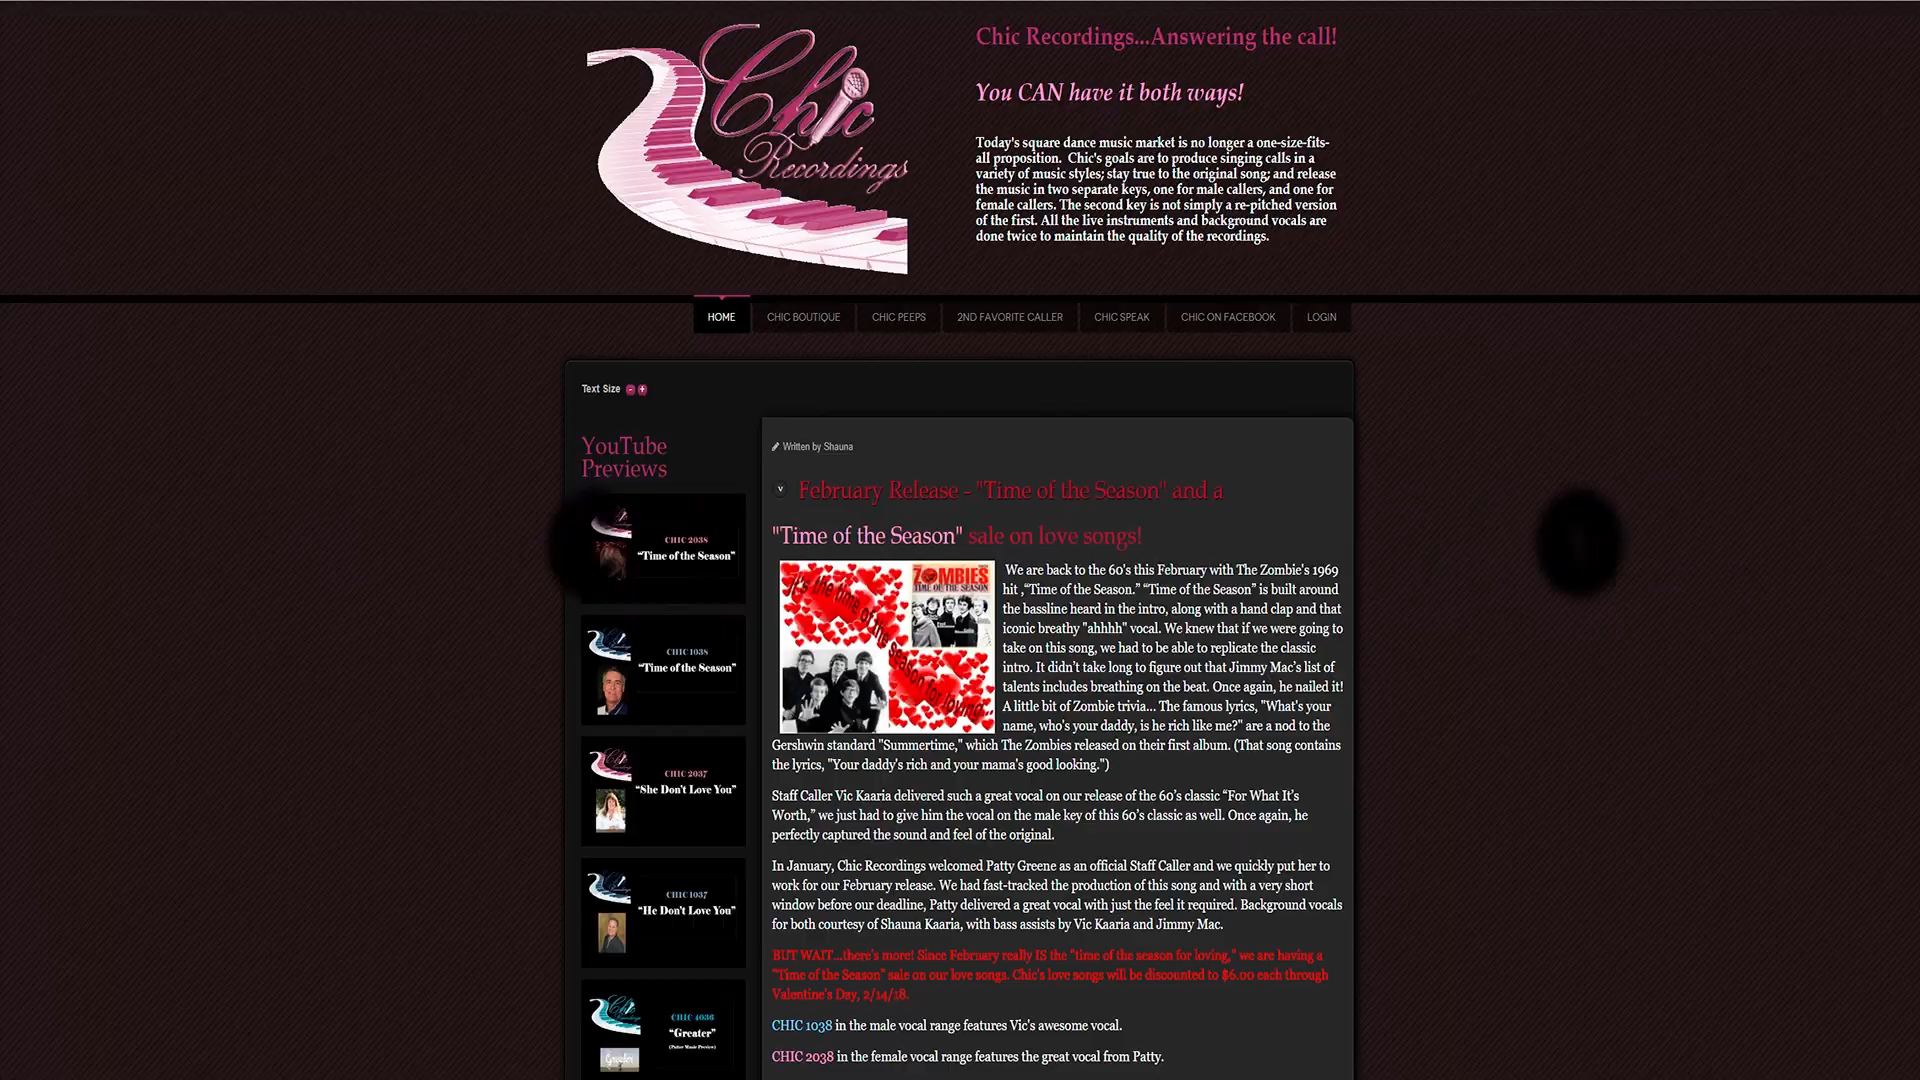 Chic
Recordings
Chic Recordings...Answering the call!
You CAN have it both ways!
Today's square dance music market is no longer a one-size-fits-
all proposition.  Chic's goals are to produce singing calls in a
variety of music styles; stay true to the original song; and release
the music in two separate keys, one for male callers, and one for
female callers. The second key is not simply a re-pitched version
of the first. All the live instruments and background vocals are
done twice to maintain the quality of the recordings.
HOME CHIC BOUTIQUE CHIC PEEPS 2ND FAVORITE CALLER CHIC SPEAK CHIC ON FACEBOOK LOGIN
Text Size - +
YouTube
Previews
CHIC 2038
“Time of the Season”
CHIC 1038
“Time of the Season”
CHIC 2037
“She Don't Love You”
CHIC 1037
“He Don't Love You”
Chic
CHIC 4036
“Greater”
(Patter Music Preview)
Greater
Written by Shauna
v February Release - "Time of the Season" and a
"Time of the Season" sale on love songs!
It's the time of the season for loving...
ZOMBIES
TIME OF THE SEASON
We are back to the 60's this February with The Zombie's 1969
hit ,“Time of the Season.” “Time of the Season” is built around
the bassline heard in the intro, along with a hand clap and that
iconic breathy "ahhhh" vocal. We knew that if we were going to
take on this song, we had to be able to replicate the classic
intro. It didn’t take long to figure out that Jimmy Mac’s list of
talents includes breathing on the beat. Once again, he nailed it!
A little bit of Zombie trivia... The famous lyrics, "What's your
name, who's your daddy, is he rich like me?" are a nod to the
Gershwin standard "Summertime," which The Zombies released on their first album. (That song contains
the lyrics, "Your daddy's rich and your mama's good looking.")
Staff Caller Vic Kaaria delivered such a great vocal on our release of the 60’s classic “For What It’s
Worth,” we just had to give him the vocal on the male key of this 60’s classic as well. Once again, he
perfectly captured the sound and feel of the original.
In January, Chic Recordings welcomed Patty Greene as an official Staff Caller and we quickly put her to
work for our February release. We had fast-tracked the production of this song and with a very short
window before our deadline, Patty delivered a great vocal with just the feel it required. Background vocals
for both courtesy of Shauna Kaaria, with bass assists by Vic Kaaria and Jimmy Mac.
BUT WAIT...there's more! Since February really IS the "time of the season for loving," we are having a
"Time of the Season" sale on our love songs. Chic's love songs will be discounted to $6.00 each through
Valentine's Day, 2/14/18.
CHIC 1038 in the male vocal range features Vic's awesome vocal.
CHIC 2038 in the female vocal range features the great vocal from Patty.